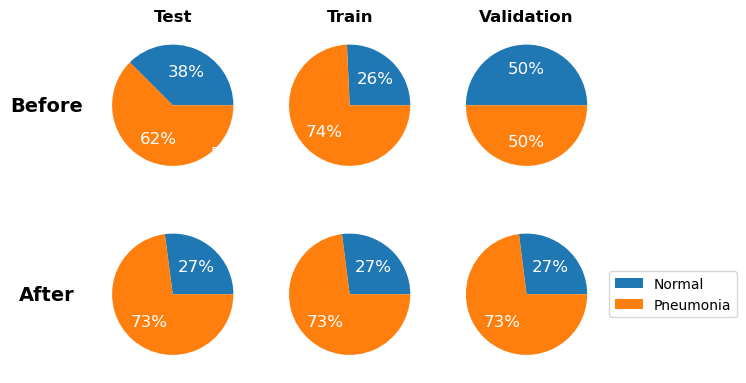 Test Train Validation
Before
38%
62%
26%
74%
50%
50%
After
27%
73%
27%
73%
27%
73%
Normal
Pneumonia